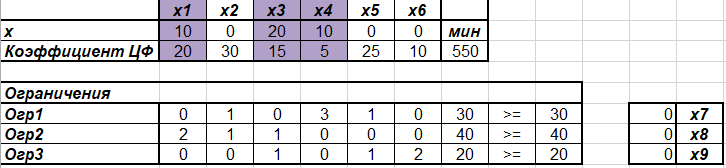 x1 x2 x3 x4 x5 x6
x 10 0 20 10 0 0 мин
Коэффициент ЦФ 20 30 15 5 25 10 550
Ограничения
Огр1 0 1 0 3 1 0 30 >= 30 0 x7
Огр2 2 1 1 0 0 0 40 >= 40 0 x8
Огр3 0 0 1 0 1 2 20 >= 20 0 x9